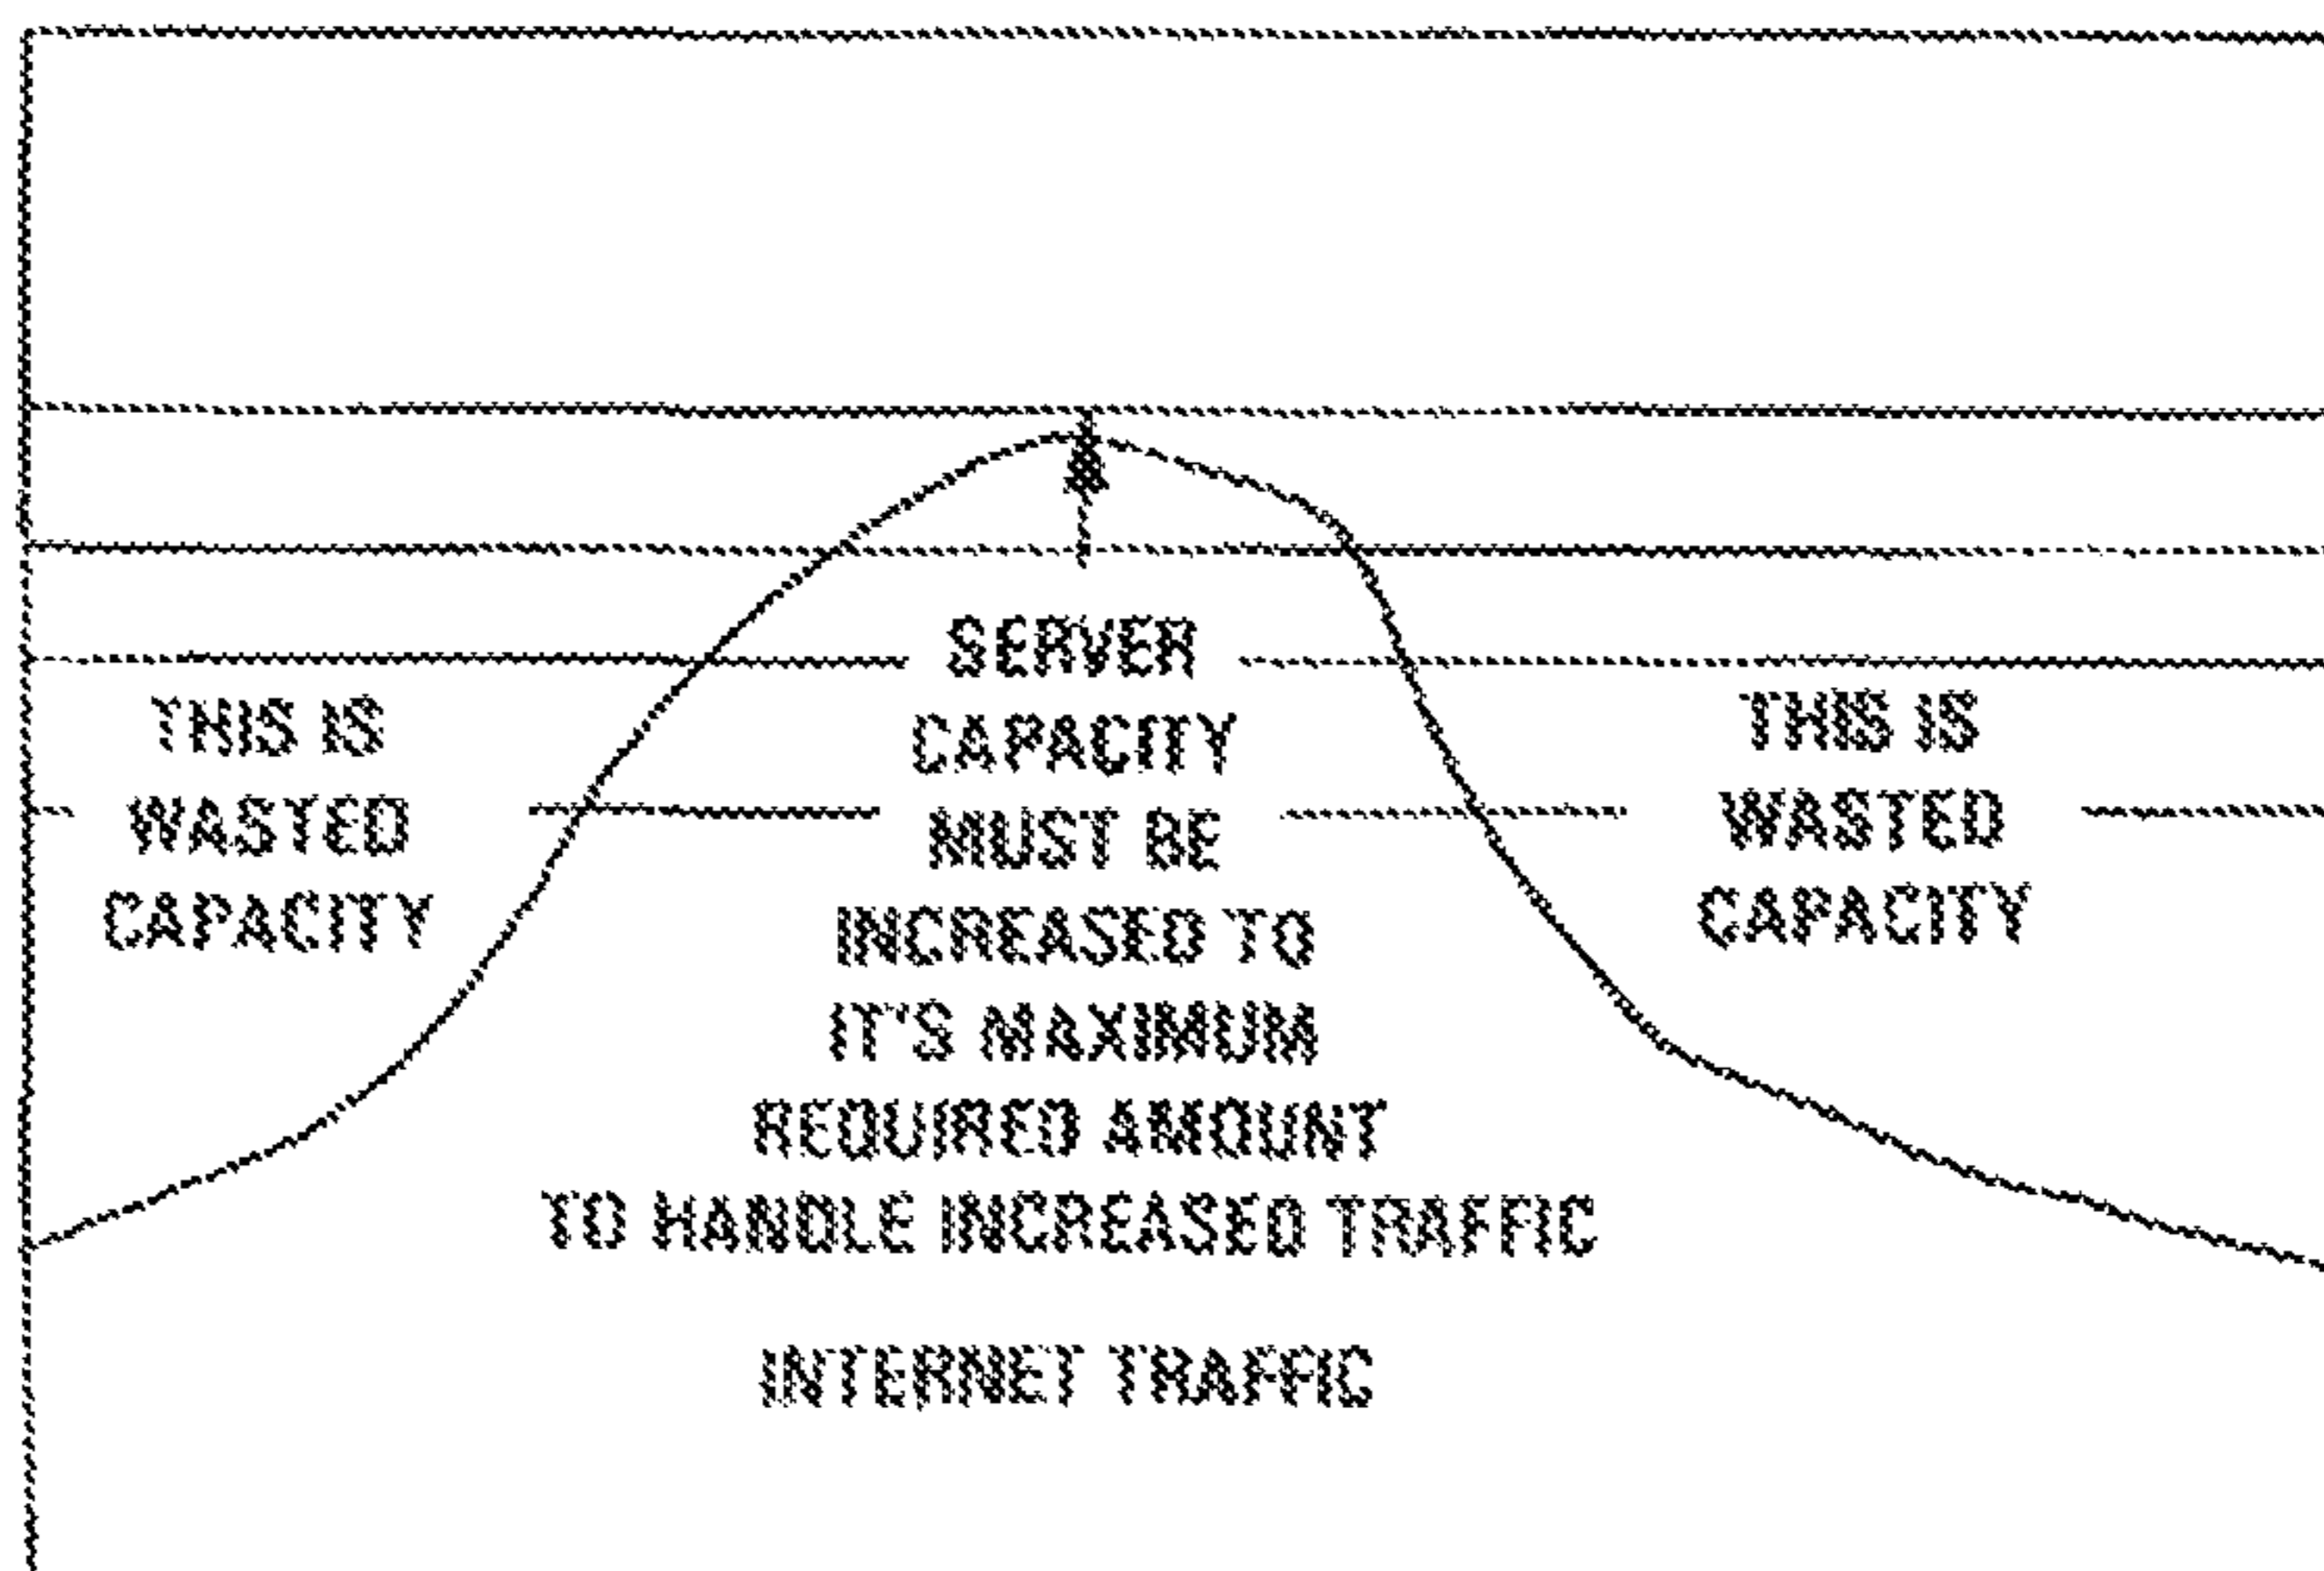 THIS IS
WASTED
CAPACITY
SERVER
CAPACITY
MUST BE
INCREASED TO
IT'S MAXIMUM
REQUIRED AMOUNT
TO HANDLE INCREASED TRAFFIC
THIS IS
WASTED
CAPACITY
INTERNET TRAFFIC